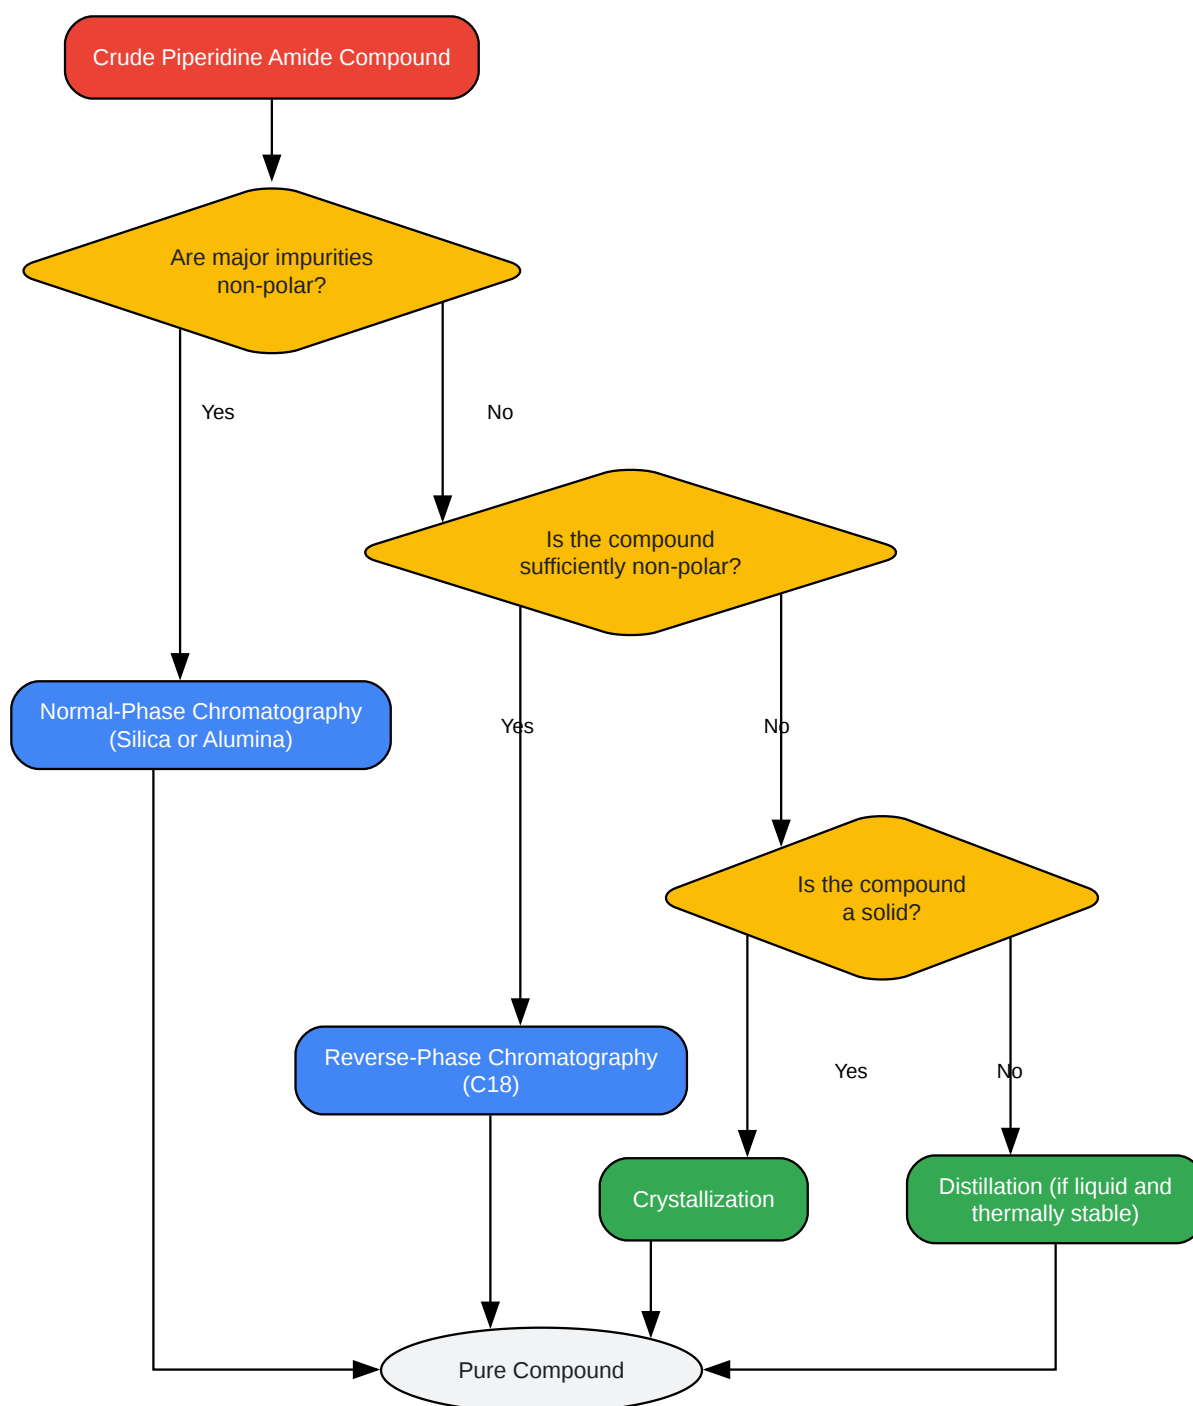 Crude Piperidine Amide Compound
Are major impurities
non-polar?
Yes
No
Is the compound
sufficiently non-polar?
Normal-Phase Chromatography
(Silica or Alumina)
Yes
No
Is the compound
a solid?
Reverse-Phase Chromatography
(C18)
Yes
No
Crystallization
Distillation (if liquid and
thermally stable)
Pure Compound